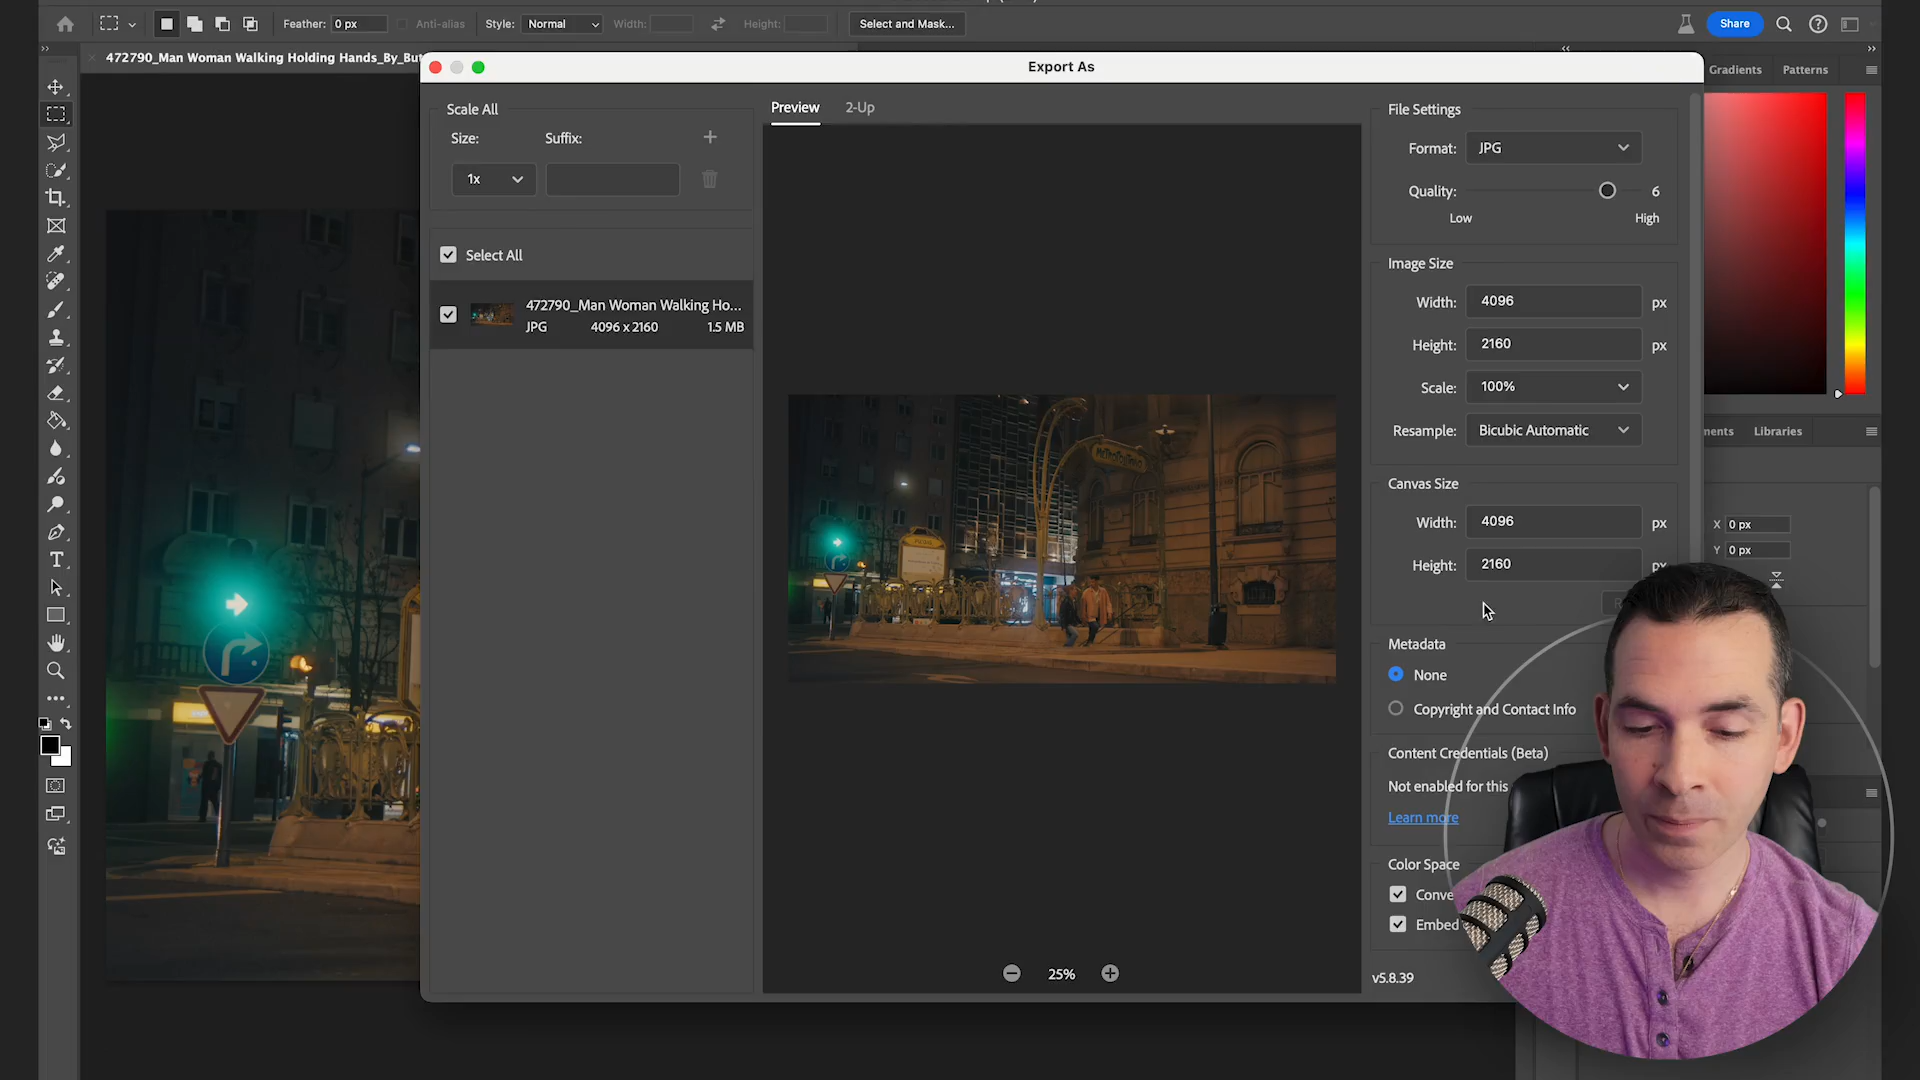 Feather: 0 px Anti-alias Style: Normal Width: Height: Select and Mask... Share
472790_Man Woman Walking Holding Hands_By_But
Export As
Gradients Patterns
Scale All
Size: Suffix:
1x
Select All
472790_Man Woman Walking Ho...
JPG 4096 x 2160 1.5 MB
Preview 2-Up
25%
File Settings
Format: JPG
Quality: 6
Low High
Image Size
Width: 4096 px
Height: 2160 px
Scale: 100%
Resample: Bicubic Automatic
Canvas Size
Width: 4096 px
Height: 2160 px
Metadata
None
Copyright and Contact Info
Content Credentials (Beta)
Not enabled for this
Learn more
Color Space
Conve
Embed
v5.8.39
ments Libraries
X 0 px
Y 0 px